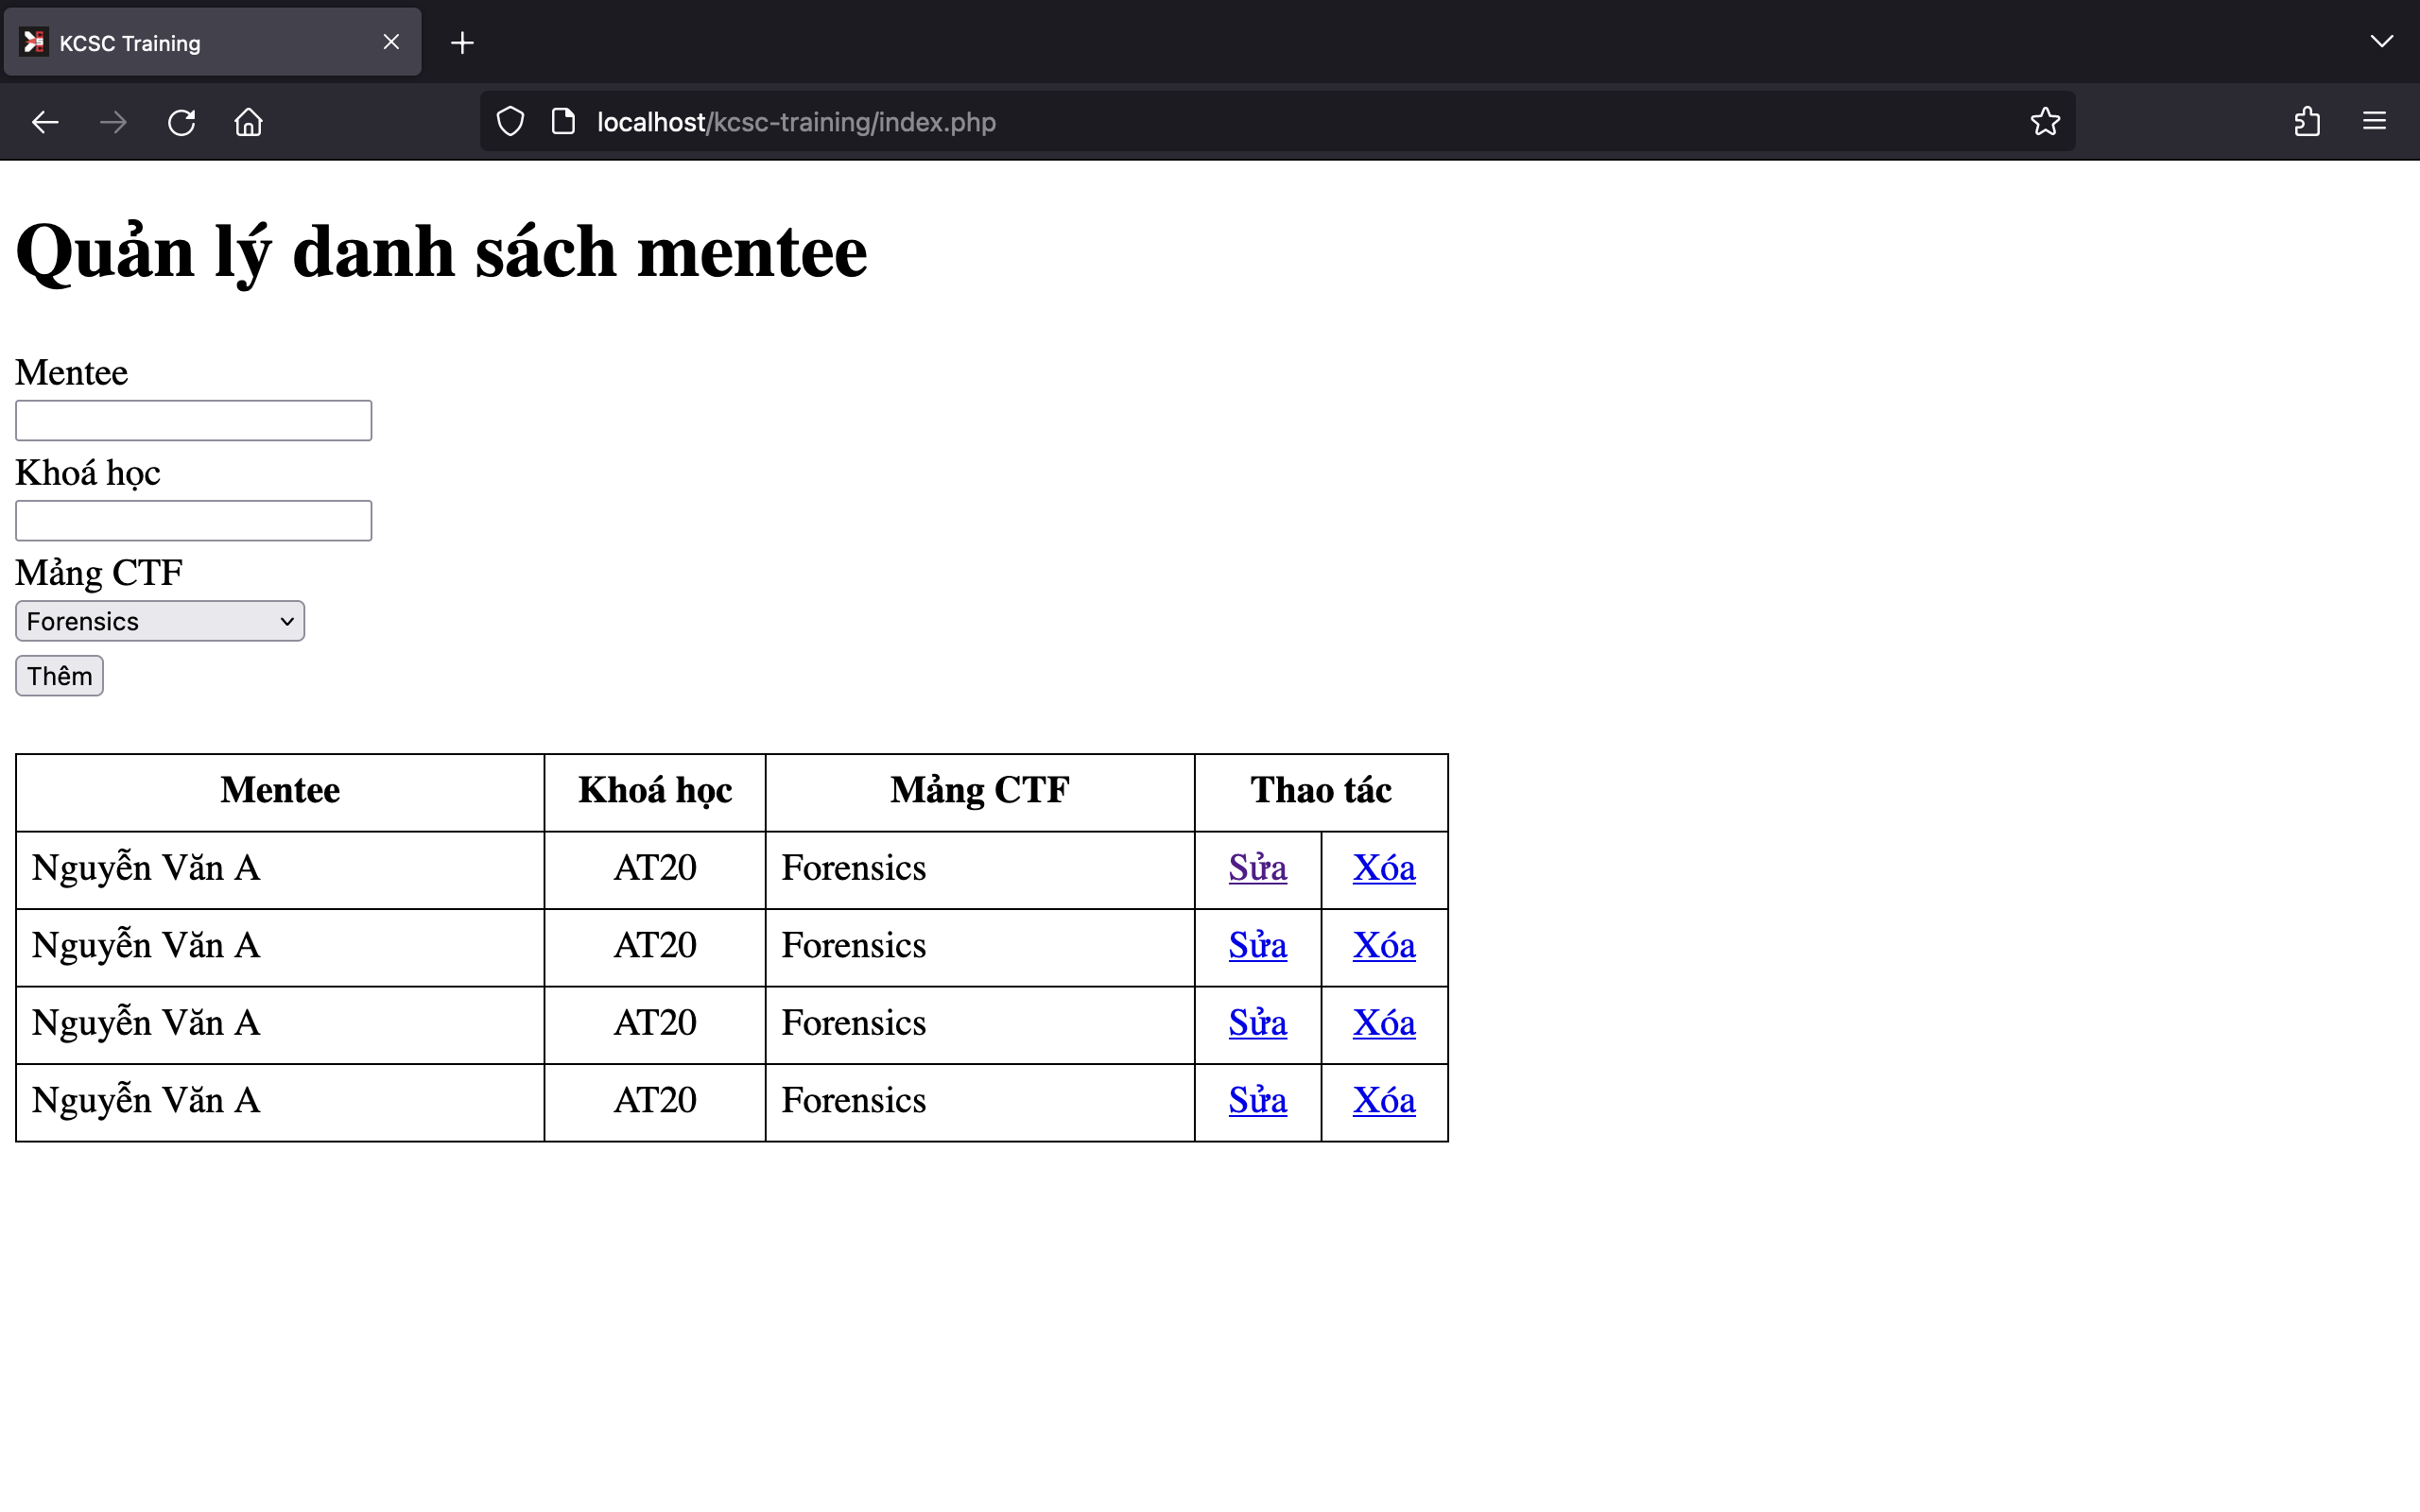 KCSC Training
localhost/kcsc-training/index.php
Quản lý danh sách mentee
Mentee
Khoá học
Mảng CTF
Forensics
Thêm
Mentee Khoá học Mảng CTF Thao tác
Nguyễn Văn A AT20 Forensics Sửa Xóa
Nguyễn Văn A AT20 Forensics Sửa Xóa
Nguyễn Văn A AT20 Forensics Sửa Xóa
Nguyễn Văn A AT20 Forensics Sửa Xóa